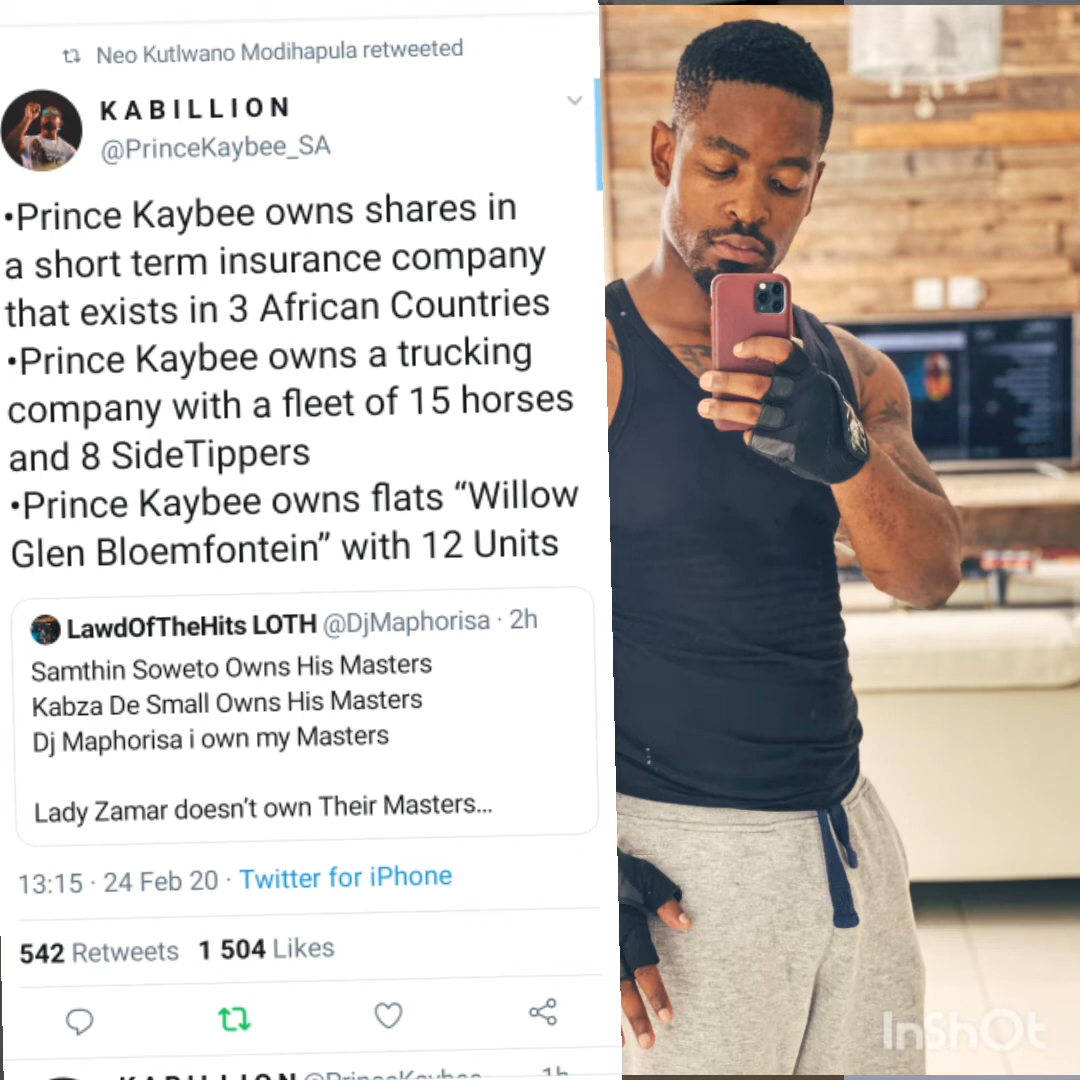 Neo Kutlwano Modihapula retweeted
KABILLION
@PrinceKaybee_SA
•Prince Kaybee owns shares in
a short term insurance company
that exists in 3 African Countries
•Prince Kaybee owns a trucking
company with a fleet of 15 horses
and 8 SideTippers
•Prince Kaybee owns flats “Willow
Glen Bloemfontein” with 12 Units
LawdOfTheHits LOTH @DjMaphorisa · 2h
Samthin Soweto Owns His Masters
Kabza De Small Owns His Masters
Dj Maphorisa i own my Masters
Lady Zamar doesn’t own Their Masters...
13:15 · 24 Feb 20 · Twitter for iPhone
542 Retweets 1 504 Likes
KABILLION @PrinceKaybee 1h
InShOt